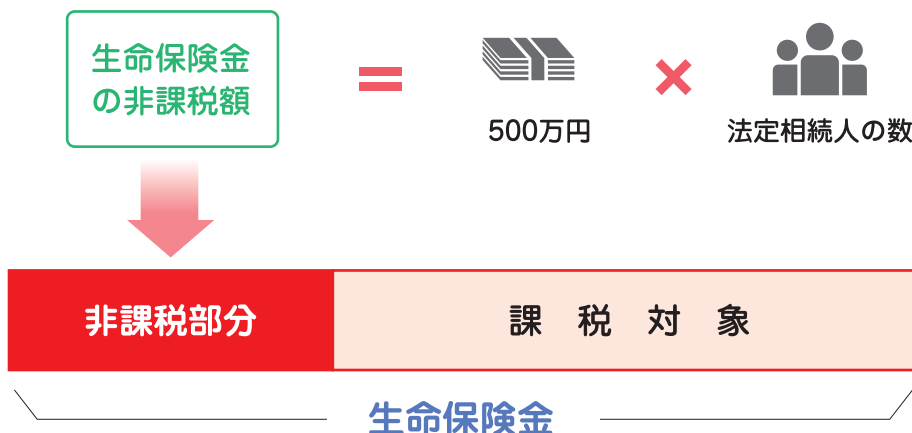 生命保険金
の非課税額
=
500万円
×
法定相続人の数
非課税部分
課税対象
生命保険金